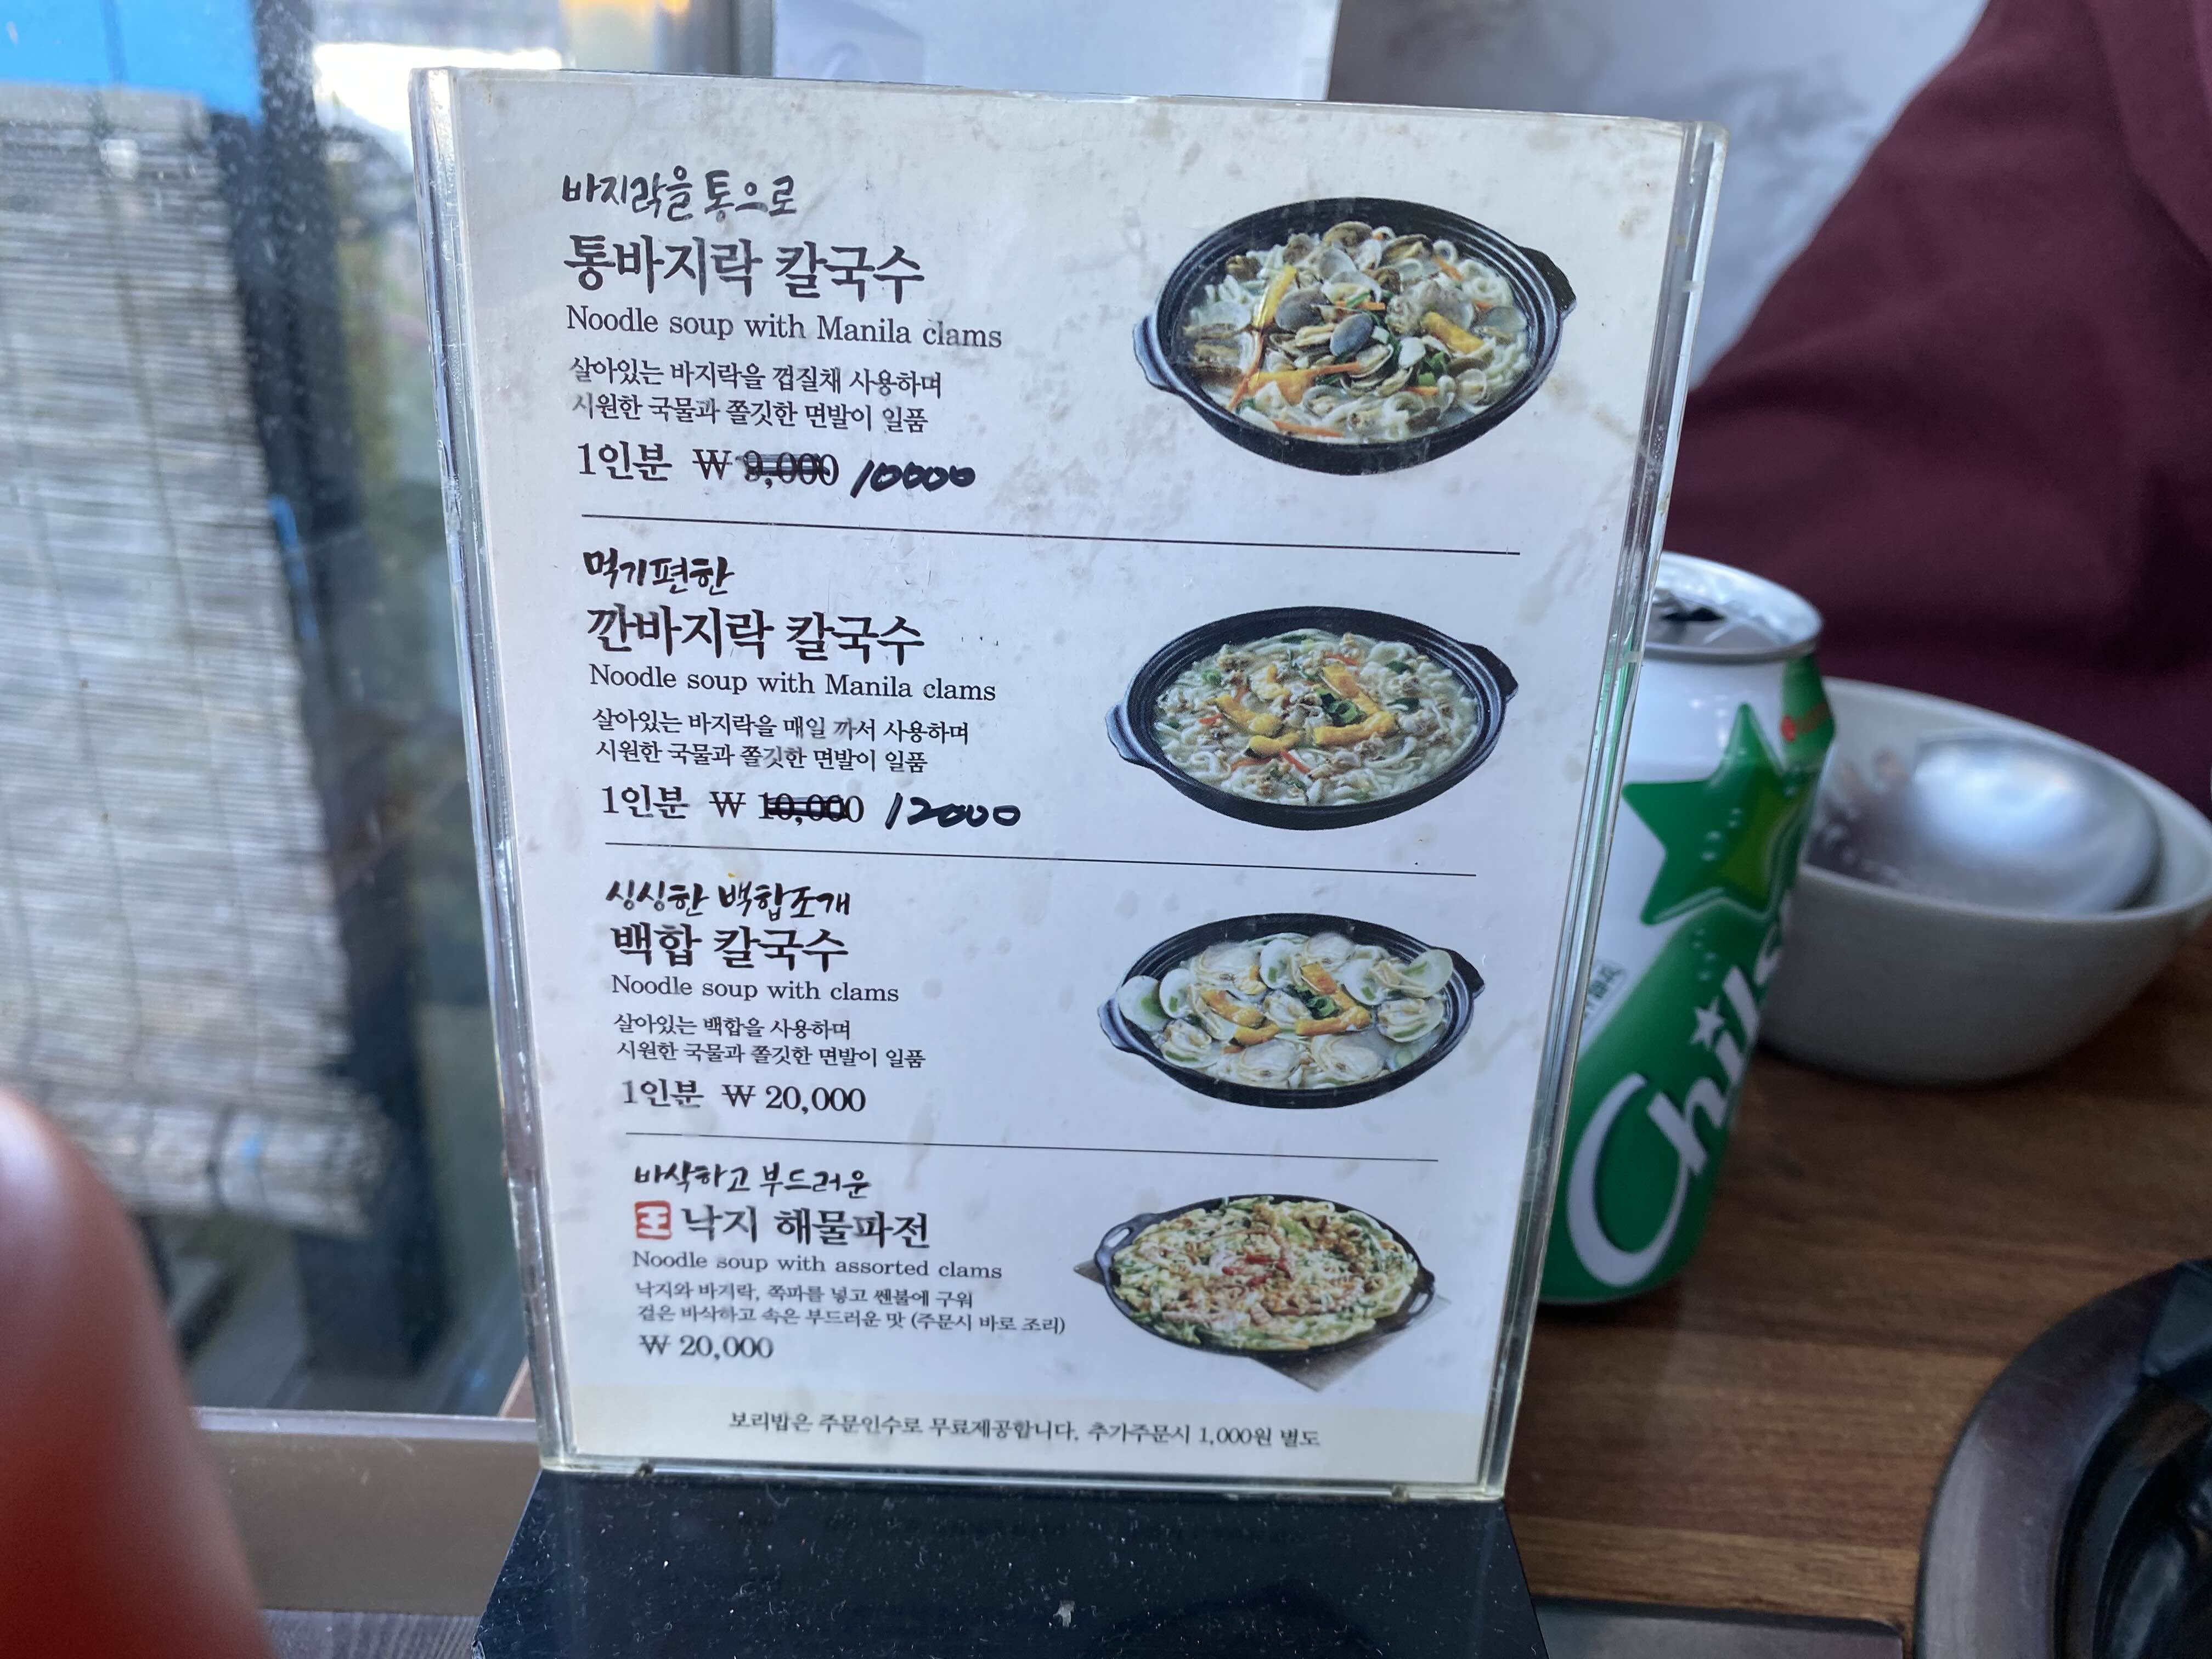 바지락을 통으로
통바지락 칼국수
Noodle soup with Manila clams
살아있는 바지락을 껍질채 사용하며
시원한 국물과 쫄깃한 면발이 일품
1인분 ₩ 9,000 10000
먹기편한
깐바지락 칼국수
Noodle soup with Manila clams
살아있는 바지락을 매일 까서 사용하며
시원한 국물과 쫄깃한 면발이 일품
1인분 ₩ 10,000 12000
싱싱한 백합조개
백합 칼국수
Noodle soup with clams
살아있는 백합을 사용하며
시원한 국물과 쫄깃한 면발이 일품
1인분 ₩ 20,000
바삭하고 부드러운
王 낙지 해물파전
Noodle soup with assorted clams
낙지와 바지락, 쪽파를 넣고 쎈불에 구워
겉은 바삭하고 속은 부드러운 맛 (주문시 바로 조리)
₩ 20,000
보리밥은 주문인수로 무료제공합니다. 추가주문시 1,000원 별도
Chils